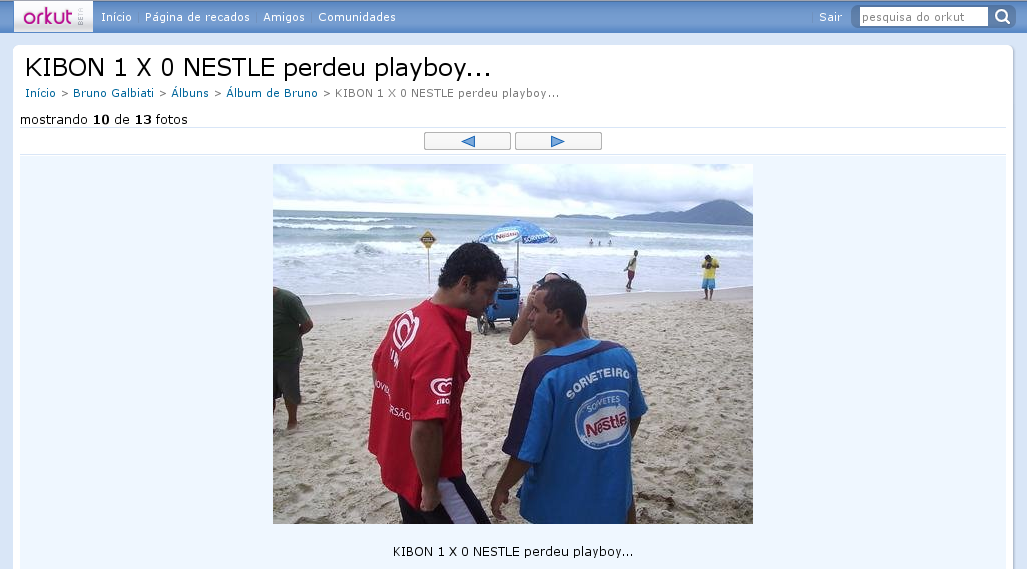 orkut BETA Início Página de recados Amigos Comunidades Sair pesquisa do orkut
KIBON 1 X 0 NESTLE perdeu playboy...
Início > Bruno Galbiati > Álbuns > Álbum de Bruno > KIBON 1 X 0 NESTLE perdeu playboy...
mostrando 10 de 13 fotos
Nestlé
SORVETES
KIBON
SORVETEIRO
SORVETES
Nestlé
KIBON 1 X 0 NESTLE perdeu playboy...